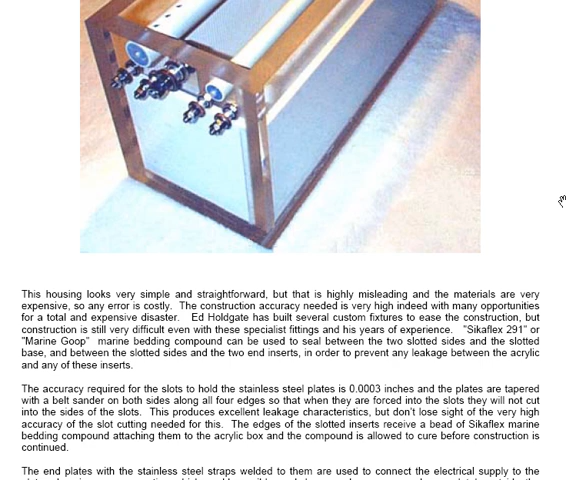 This housing looks very simple and straightforward, but that is highly misleading and the materials are very
expensive, so any error is costly. The construction accuracy needed is very high indeed with many opportunities
for a total and expensive disaster. Ed Holdgate has built several custom fixtures to ease the construction, but
construction is still very difficult even with these specialist fittings and his years of experience. "Sikaflex 291" or
"Marine Goop" marine bedding compound can be used to seal between the two slotted sides and the slotted
base, and between the slotted sides and the two end inserts, in order to prevent any leakage between the acrylic
and any of these inserts.
The accuracy required for the slots to hold the stainless steel plates is 0.0003 inches and the plates are tapered
with a belt sander on both sides along all four edges so that when they are forced into the slots they will not cut
into the sides of the slots. This produces excellent leakage characteristics, but don't lose sight of the very high
accuracy of the slot cutting needed for this. The edges of the slotted inserts receive a bead of Sikaflex marine
bedding compound attaching them to the acrylic box and the compound is allowed to cure before construction is
continued.
The end plates with the stainless steel straps welded to them are used to connect the electrical supply to the